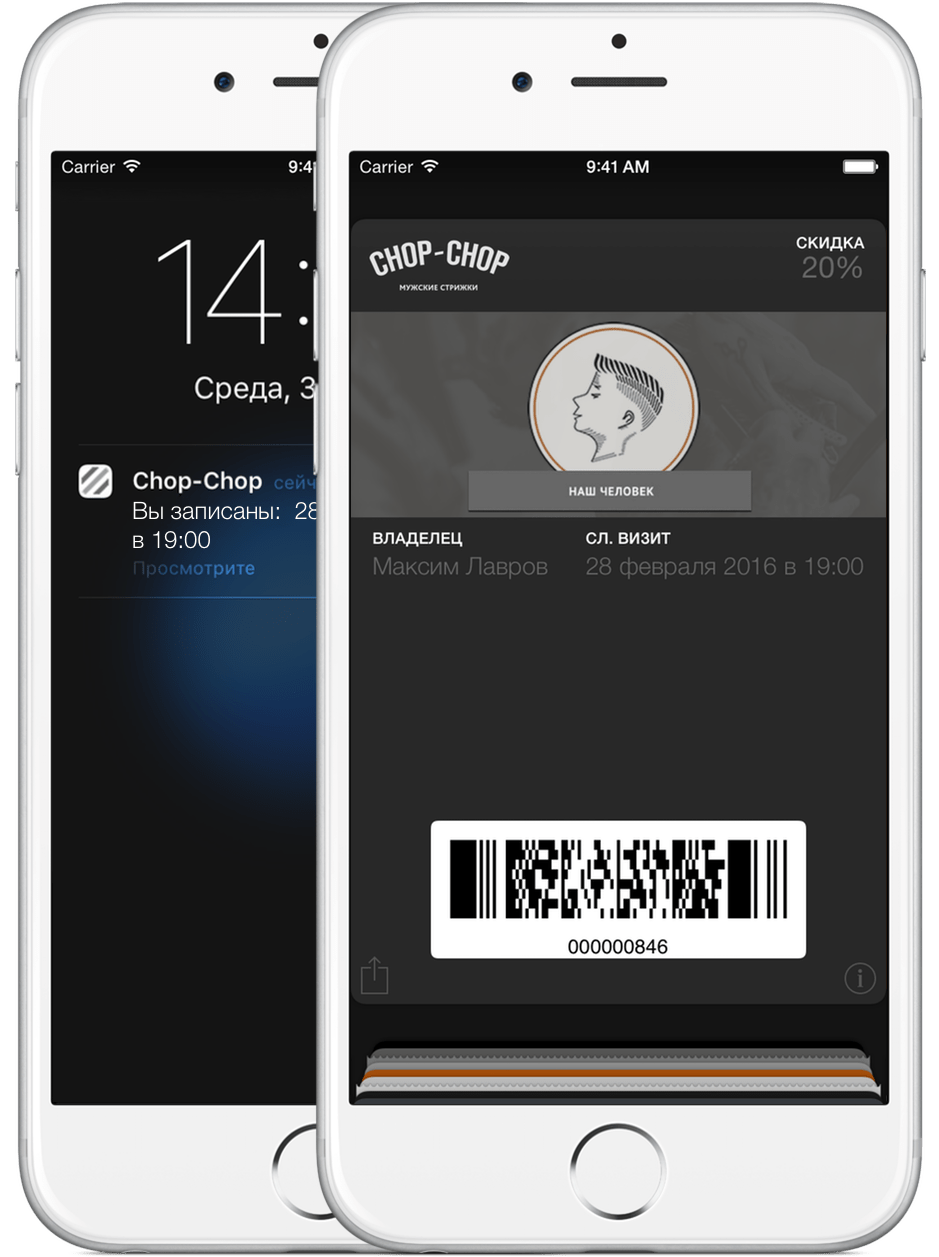 Carrier
9:4
14:
Среда, 3
Chop-Chop сейч
Вы записаны: 28
в 19:00
Просмотрите
Carrier 9:41 AM
CHOP-CHOP
МУЖСКИЕ СТРИЖКИ
СКИДКА
20%
НАШ ЧЕЛОВЕК
ВЛАДЕЛЕЦ СЛ. ВИЗИТ
Максим Лавров 28 февраля 2016 в 19:00
000000846